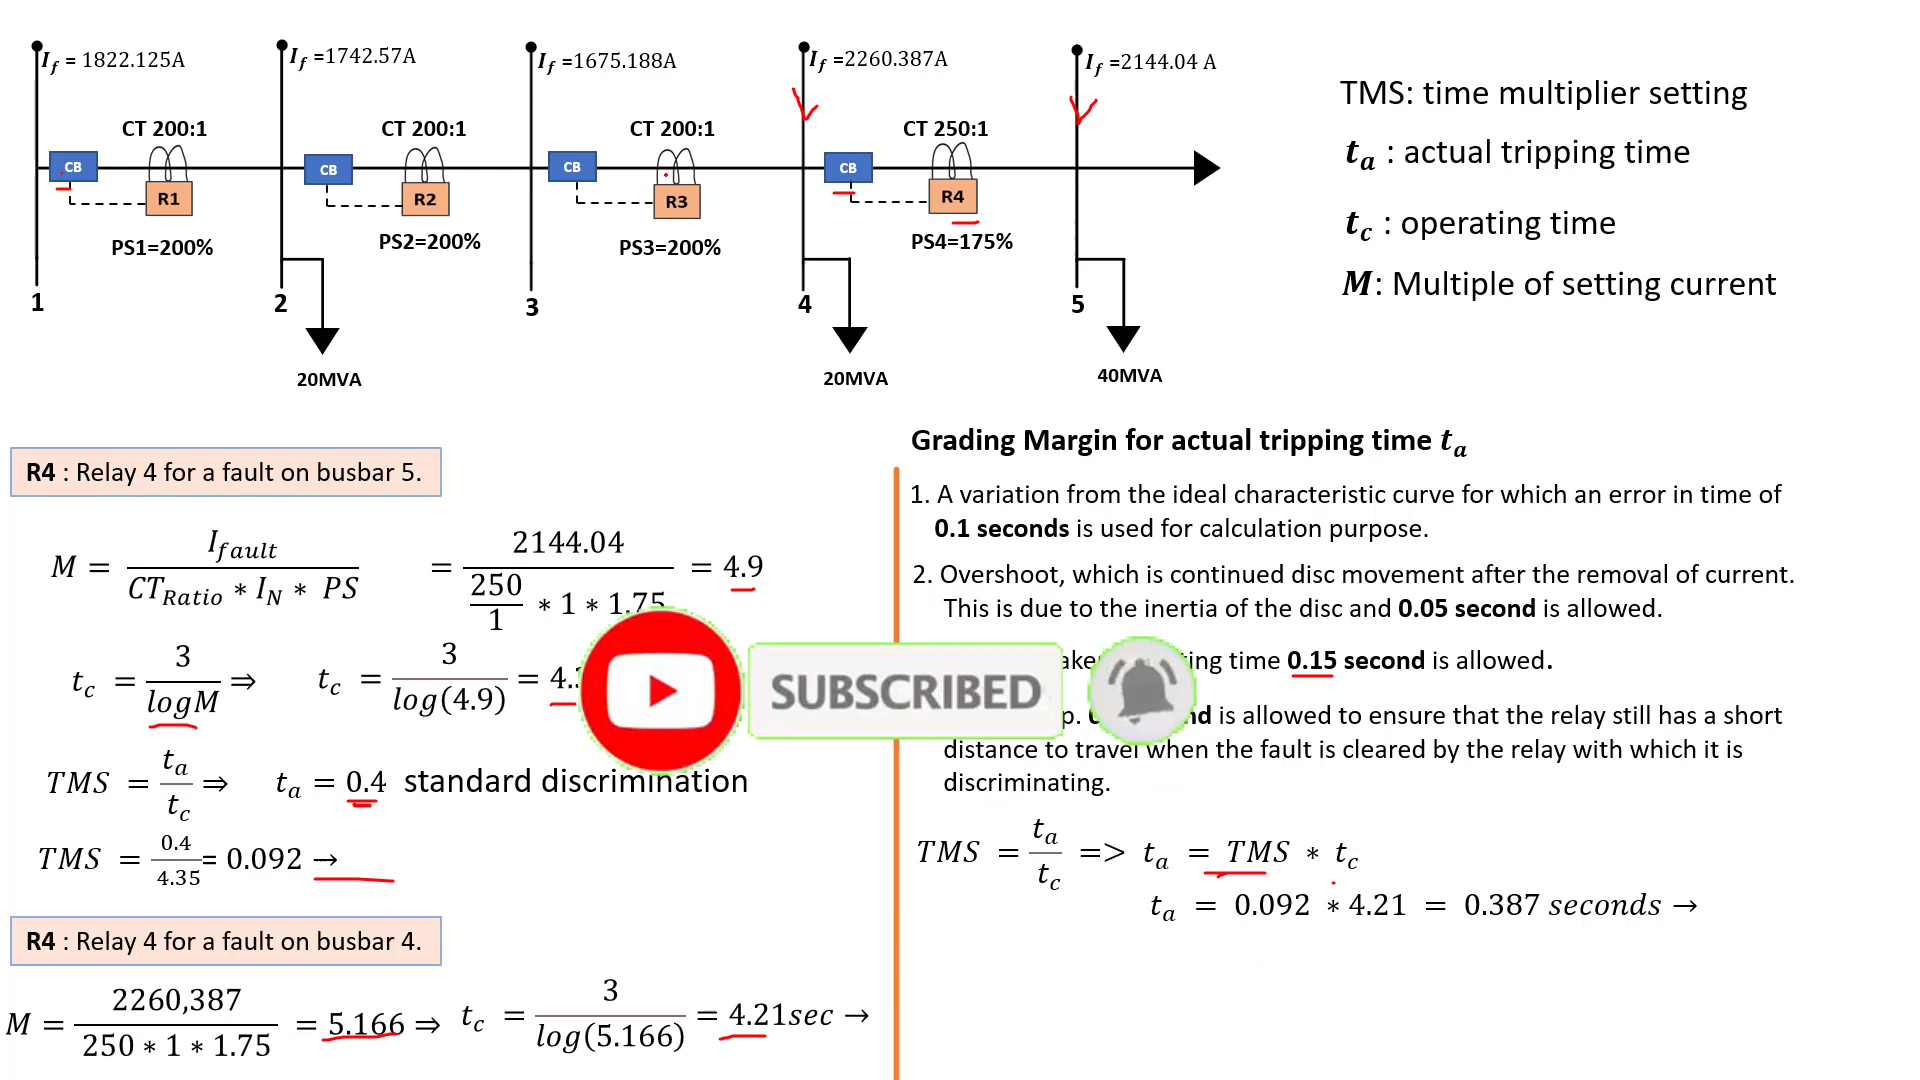 I_f = 1822.125A
I_f =1742.57A
I_f =1675.188A
I_f =2260.387A
I_f =2144.04 A
CT 200:1
CT 200:1
CT 200:1
CT 250:1
CB
CB
CB
CB
R1
R2
R3
R4
PS1=200%
PS2=200%
PS3=200%
PS4=175%
1
2
3
4
5
20MVA
20MVA
40MVA
TMS: time multiplier setting
t_a : actual tripping time
t_c : operating time
M: Multiple of setting current
R4 : Relay 4 for a fault on busbar 5.
M = I_fault / (CT_Ratio * I_N * PS) = 2144.04 / (250/1 * 1 * 1.75) = 4.9
t_c = 3 / logM ⇒ t_c = 3 / log(4.9) = 4.
TMS = t_a / t_c ⇒ t_a = 0.4 standard discrimination
TMS = 0.4 / 4.35 = 0.092 →
R4 : Relay 4 for a fault on busbar 4.
M = 2260,387 / (250 * 1 * 1.75) = 5.166 ⇒ t_c = 3 / log(5.166) = 4.21sec →
Grading Margin for actual tripping time t_a
1. A variation from the ideal characteristic curve for which an error in time of
0.1 seconds is used for calculation purpose.
2. Overshoot, which is continued disc movement after the removal of current.
This is due to the inertia of the disc and 0.05 second is allowed.
time 0.15 second is allowed.
is allowed to ensure that the relay still has a short
distance to travel when the fault is cleared by the relay with which it is
discriminating.
TMS = t_a / t_c => t_a = TMS * t_c
t_a = 0.092 * 4.21 = 0.387 seconds →
SUBSCRIBED